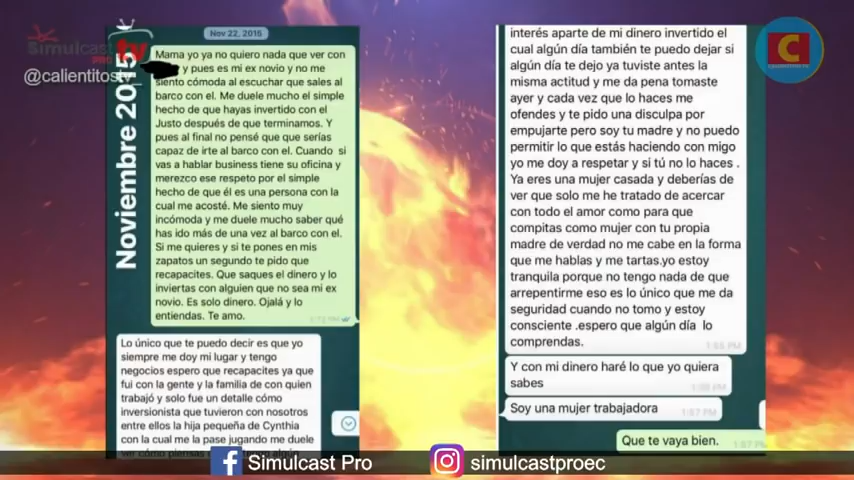 Simulcast tv
PRO
@calientitostv
Noviembre 2015
Nov 22, 2015
Mama yo ya no quiero nada que ver con
y pues es mi ex novio y no me
siento cómoda al escuchar que sales al
barco con el. Me duele mucho el simple
hecho de que hayas invertido con el
Justo después de que terminamos. Y
pues al final no pensé que que serías
capaz de irte al barco con el. Cuando si
vas a hablar business tiene su oficina y
merezco ese respeto por el simple
hecho de que él es una persona con la
cual me acosté. Me siento muy
incómoda y me duele mucho saber qué
has ido más de una vez al barco con el.
Si me quieres y si te pones en mis
zapatos un segundo te pido que
recapacites. Que saques el dinero y lo
inviertas con alguien que no sea mi ex
novio. Es solo dinero. Ojalá y lo
entiendas. Te amo.
Lo único que te puedo decir es que yo
siempre me doy mi lugar y tengo
negocios espero que recapacites ya que
fui con la gente y la familia de con quien
trabajó y solo fue un detalle cómo
inversionista que tuvieron con nosotros
entre ellos la hija pequeña de Cynthia
con la cual me la pase jugando me duele
ver cómo piensas
interés aparte de mi dinero invertido el
cual algún día también te puedo dejar si
algún día te dejo ya tuviste antes la
misma actitud y me da pena tomaste
ayer y cada vez que lo haces me
ofendes y te pido una disculpa por
empujarte pero soy tu madre y no puedo
permitir lo que estás haciendo con migo
yo me doy a respetar y si tú no lo haces .
Ya eres una mujer casada y deberías de
ver que solo me he tratado de acercar
con todo el amor como para que
compitas como mujer con tu propia
madre de verdad no me cabe en la forma
que me hablas y me tartas.yo estoy
tranquila porque no tengo nada de que
arrepentirme eso es lo único que me da
seguridad cuando no tomo y estoy
consciente .espero que algún día lo
comprendas.
1:55 PM
Y con mi dinero haré lo que yo quiera
sabes
Soy una mujer trabajadora
1:57 PM
Que te vaya bien.
1:57 PM
C
Simulcast Pro
simulcastproec